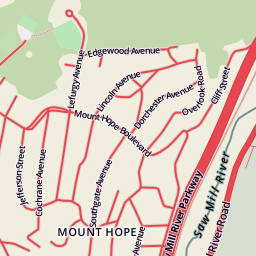 Edgewood Avenue
Lefurgy Avenue
Lincoln Avenue
Dorchester Avenue
Overlook Road
Cliff Street
Mount Hope Boulevard
Jefferson Street
Cochrane Avenue
Southgate Avenue
MOUNT HOPE
Mill River Parkway
Saw Mill River
River Road